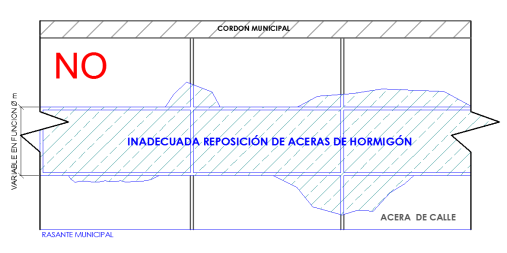 CORDON MUNICIPAL
NO
VARIABLE EN FUNCION Ø m
INADECUADA REPOSICIÓN DE ACERAS DE HORMIGÓN
ACERA DE CALLE
RASANTE MUNICIPAL